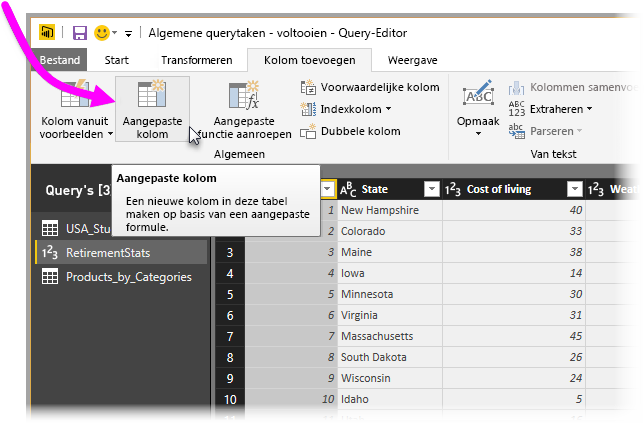 Algemene querytaken - voltooien - Query-Editor
Bestand Start Transformeren Kolom toevoegen Weergave
Kolom vanuit voorbeelden
Aangepaste kolom
Aangepaste functie aanroepen
Voorwaardelijke kolom
Indexkolom
Dubbele kolom
Algemeen
Opmaak
Kolommen samenvo
Extraheren
Parseren
Van tekst
Aangepaste kolom
Een nieuwe kolom in deze tabel
maken op basis van een aangepaste
formule.
Query's [3
USA_Stu
RetirementStats
Products_by_Categories
State Cost of living Weat
1 New Hampshire 40
2 Colorado 33
3 3 Maine 38
4 4 Iowa 14
5 5 Minnesota 30
6 6 Virginia 31
7 7 Massachusetts 45
8 8 South Dakota 26
9 9 Wisconsin 24
10 10 Idaho 5